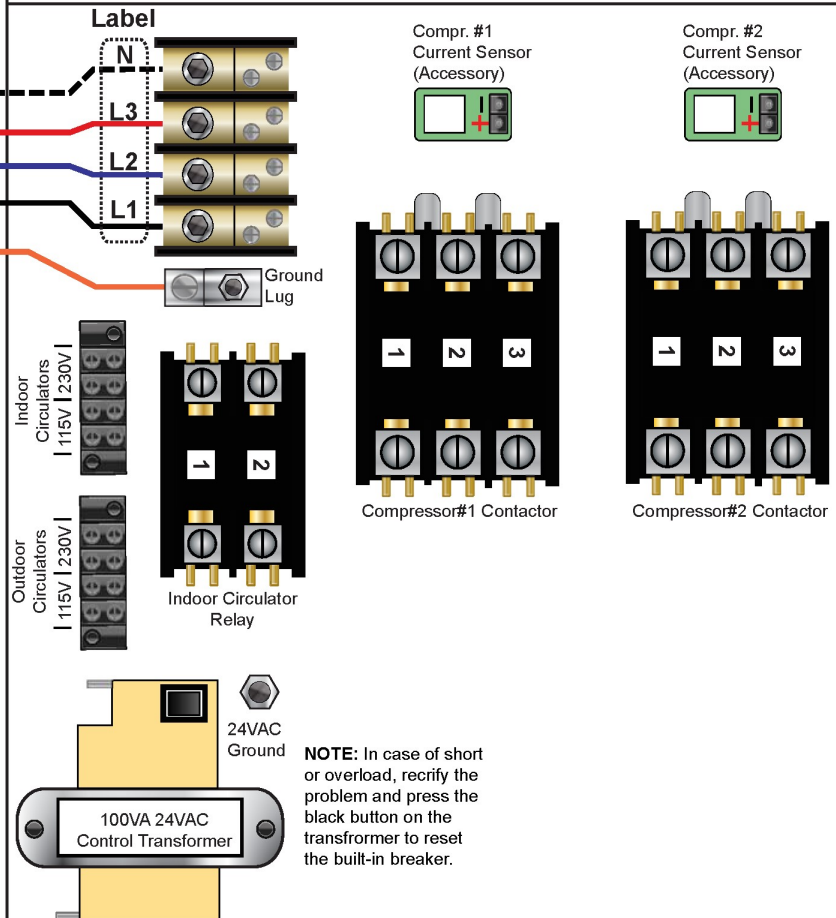 Label
N
L3
L2
L1
Ground
Lug
Compr. #1
Current Sensor
(Accessory)
Compr. #2
Current Sensor
(Accessory)
Indoor
Circulators
115V
230V
Outdoor
Circulators
115V
230V
1
2
Indoor Circulator
Relay
1
2
3
Compressor#1 Contactor
1
2
3
Compressor#2 Contactor
24VAC
Ground
100VA 24VAC
Control Transformer
NOTE: In case of short
or overload, recrify the
problem and press the
black button on the
transfrormer to reset
the built-in breaker.